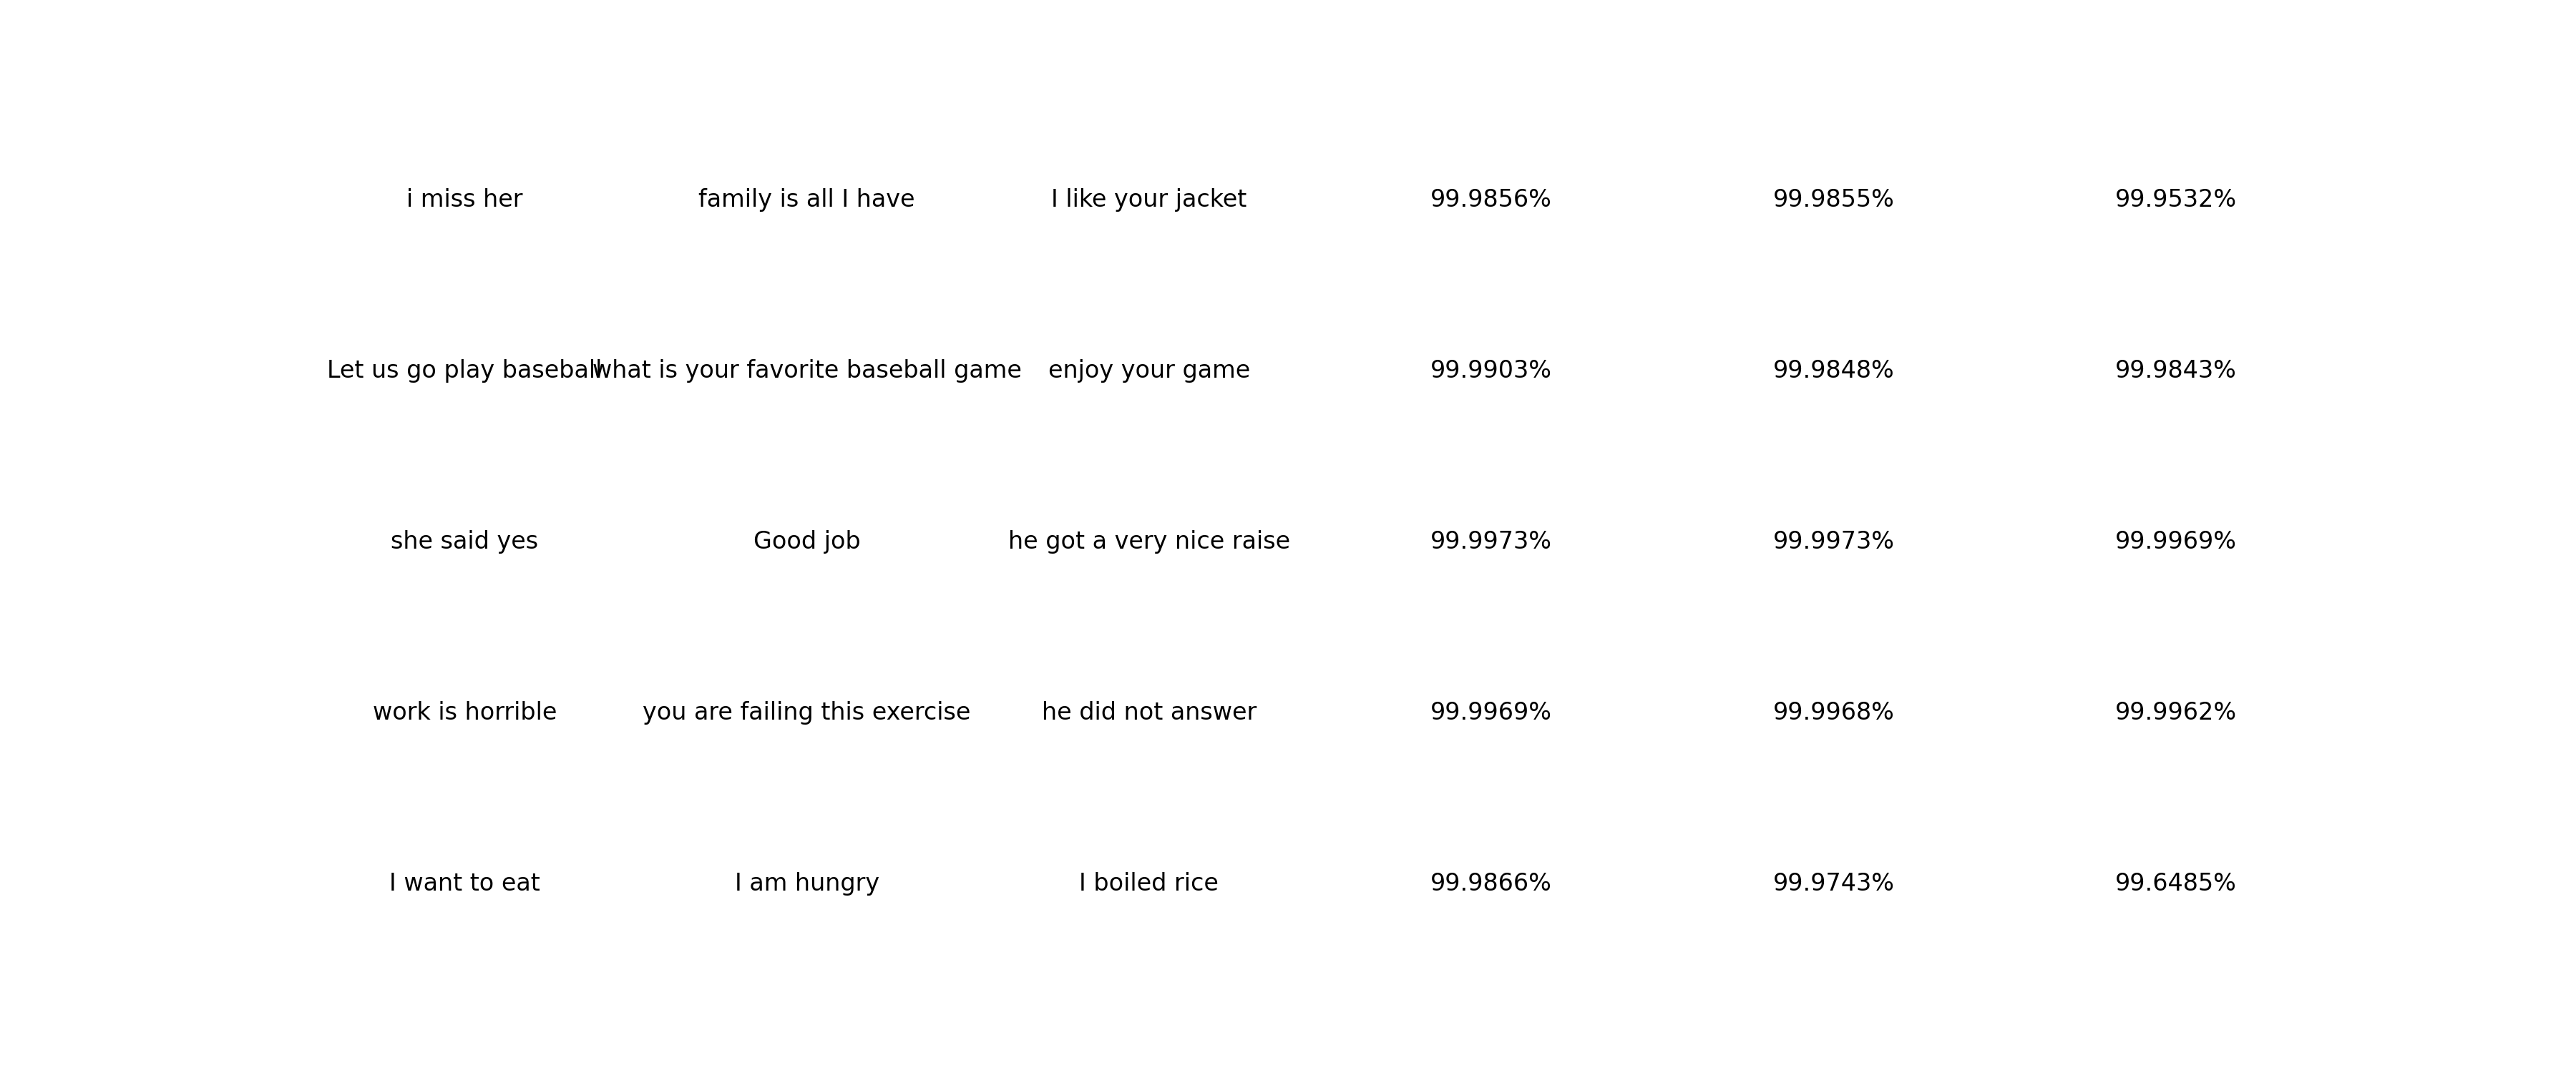 i miss her family is all I have I like your jacket 99.9856% 99.9855% 99.9532%
Let us go play baseball what is your favorite baseball game enjoy your game 99.9903% 99.9848% 99.9843%
she said yes Good job he got a very nice raise 99.9973% 99.9973% 99.9969%
work is horrible you are failing this exercise he did not answer 99.9969% 99.9968% 99.9962%
I want to eat I am hungry I boiled rice 99.9866% 99.9743% 99.6485%